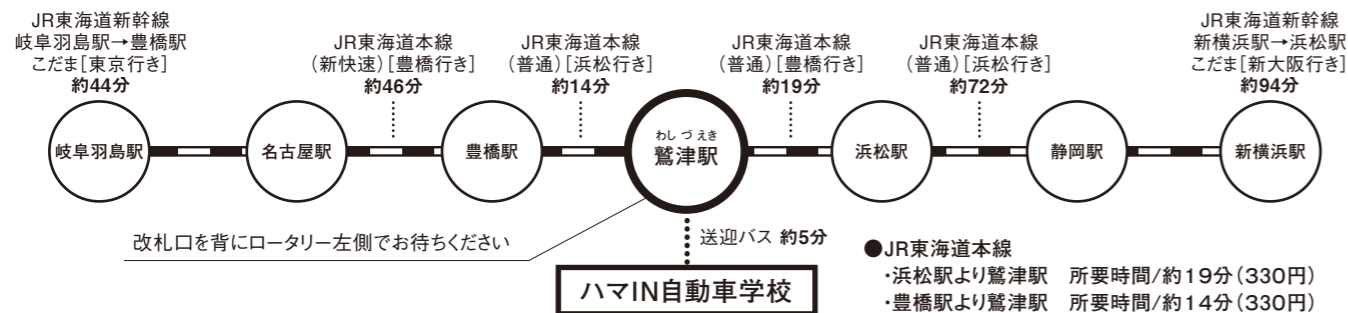 JR東海道新幹線
岐阜羽島駅→豊橋駅
こだま[東京行き]
約44分
JR東海道本線
(新快速)[豊橋行き]
約46分
JR東海道本線
(普通)[浜松行き]
約14分
JR東海道本線
(普通)[豊橋行き]
約19分
JR東海道本線
(普通)[浜松行き]
約72分
JR東海道新幹線
新横浜駅→浜松駅
こだま[新大阪行き]
約94分
岐阜羽島駅
名古屋駅
豊橋駅
わしづえき
鷲津駅
浜松駅
静岡駅
新横浜駅
改札口を背にロータリー左側でお待ちください
送迎バス 約5分
ハマIN自動車学校
●JR東海道本線
・浜松駅より鷲津駅 所要時間/約19分(330円)
・豊橋駅より鷲津駅 所要時間/約14分(330円)